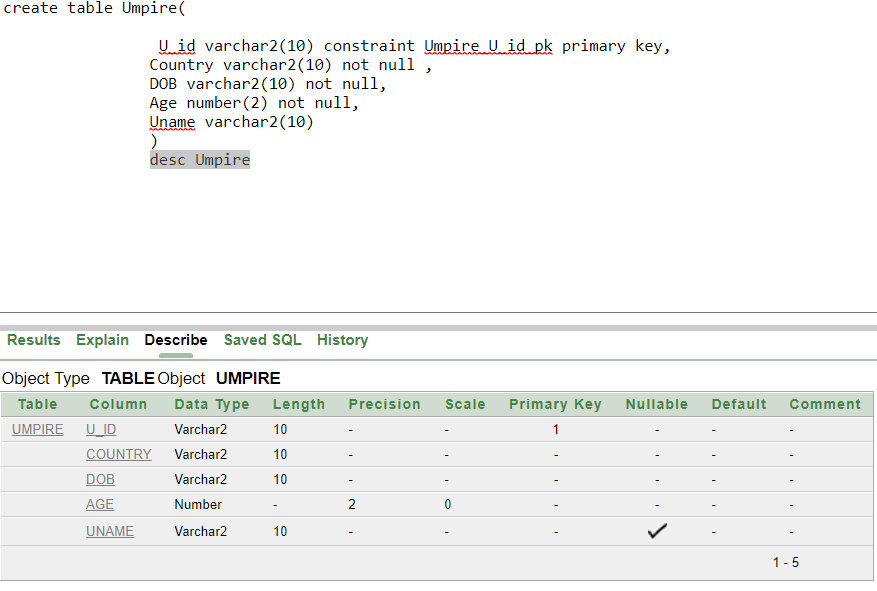 create table Umpire(
U_id varchar2(10) constraint Umpire_U_id_pk primary key,
Country varchar2(10) not null ,
DOB varchar2(10) not null,
Age number(2) not null,
Uname varchar2(10)
)
desc Umpire
Results Explain Describe Saved SQL History
Object Type TABLE Object UMPIRE
Table Column Data Type Length Precision Scale Primary Key Nullable Default Comment
UMPIRE U_ID Varchar2 10 - - 1 - - -
COUNTRY Varchar2 10 - - - - - -
DOB Varchar2 10 - - - - - -
AGE Number - 2 0 - - - -
UNAME Varchar2 10 - - - ✓ - -
1 - 5